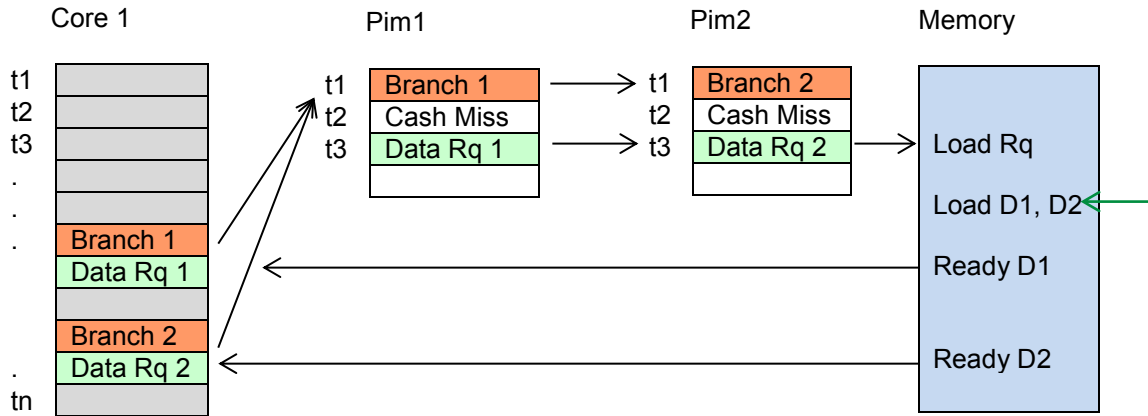 Core 1
Pim1
Pim2
Memory
t1
t2
t3
.
.
.
.
tn
Branch 1
Data Rq 1
Branch 2
Data Rq 2
t1
t2
t3
Branch 1
Cash Miss
Data Rq 1
t1
t2
t3
Branch 2
Cash Miss
Data Rq 2
Load Rq
Load D1, D2
Ready D1
Ready D2